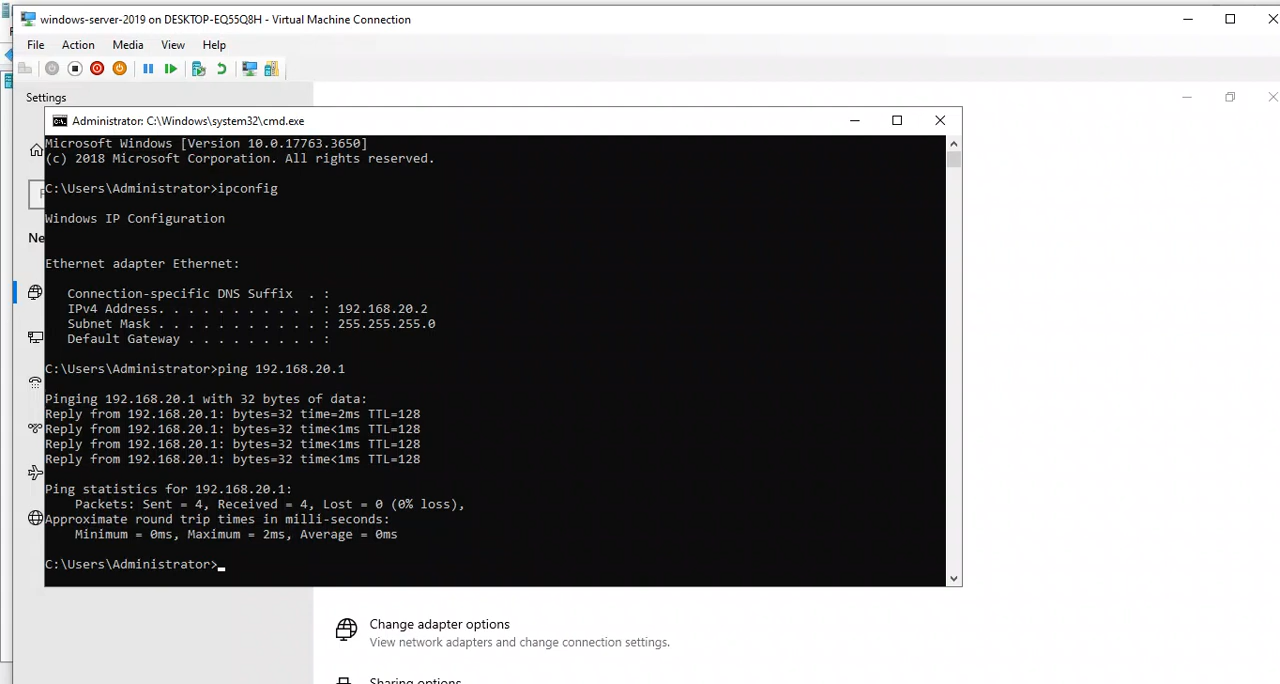 windows-server-2019 on DESKTOP-EQ55Q8H - Virtual Machine Connection
File Action Media View Help
Settings
Administrator: C:\Windows\system32\cmd.exe
Microsoft Windows [Version 10.0.17763.3650]
(c) 2018 Microsoft Corporation. All rights reserved.
C:\Users\Administrator>ipconfig
Windows IP Configuration
Ethernet adapter Ethernet:
Connection-specific DNS Suffix . :
IPv4 Address. . . . . . . . . . . : 192.168.20.2
Subnet Mask . . . . . . . . . . . : 255.255.255.0
Default Gateway . . . . . . . . . :
C:\Users\Administrator>ping 192.168.20.1
Pinging 192.168.20.1 with 32 bytes of data:
Reply from 192.168.20.1: bytes=32 time=2ms TTL=128
Reply from 192.168.20.1: bytes=32 time<1ms TTL=128
Reply from 192.168.20.1: bytes=32 time<1ms TTL=128
Reply from 192.168.20.1: bytes=32 time<1ms TTL=128
Ping statistics for 192.168.20.1:
Packets: Sent = 4, Received = 4, Lost = 0 (0% loss),
Approximate round trip times in milli-seconds:
Minimum = 0ms, Maximum = 2ms, Average = 0ms
C:\Users\Administrator>
Change adapter options
View network adapters and change connection settings.
Sharing options